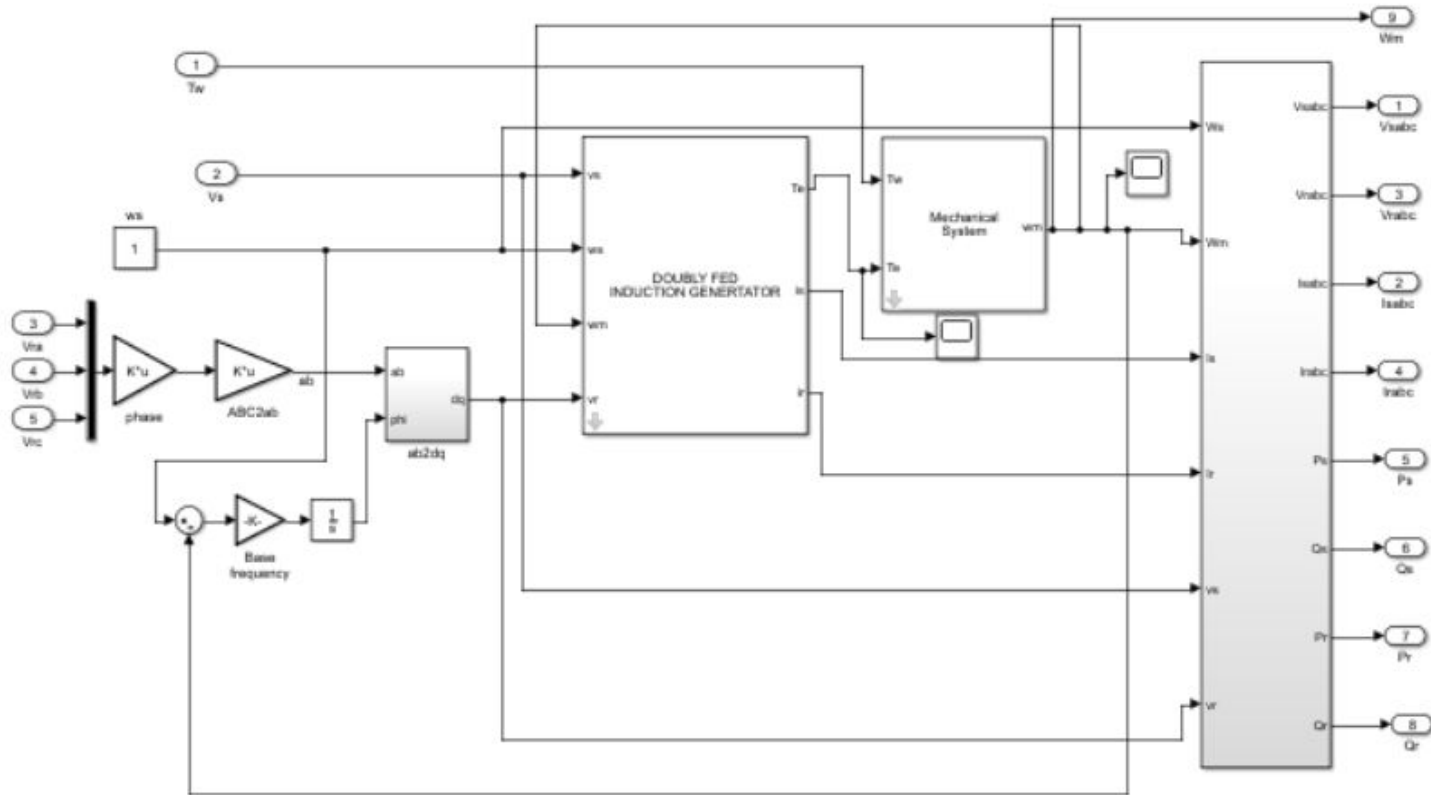 9
Wm
1
Tw
Vsabc
1
Vsabc
Ws
2
Vs
vs
Te
Tw
Mechanical
System
wm
Vrabc
3
Vrabc
ws
1
ws
DOUBLY FED
INDUCTION GENERTATOR
Te
Wm
is
Isabc
2
Isabc
3
Vra
wm
K*u
phase
K*u
ABC2ab
ab
ab
dq
phi
ab2dq
4
Vrb
Is
Irabc
4
Irabc
vr
ir
5
Vrc
Ps
5
Ps
Ir
-K-
Base
frequency
1
s
Qs
6
Qs
vs
Pr
7
Pr
vr
Qr
8
Qr